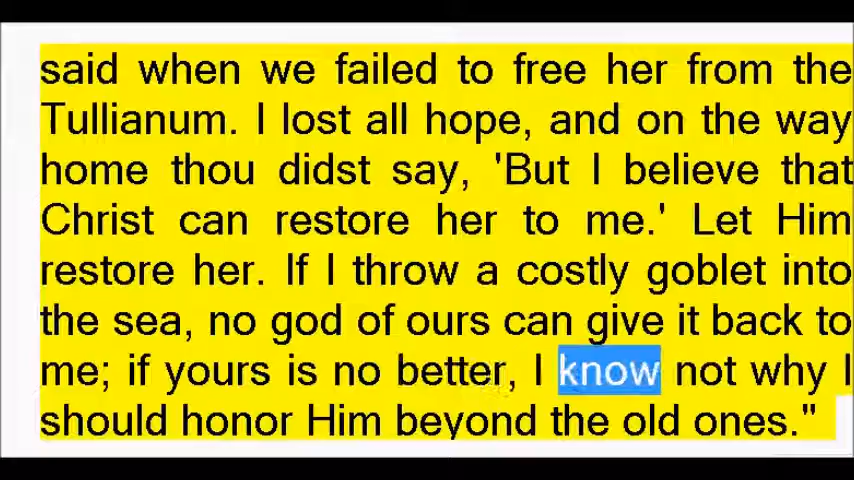 said when we failed to free her from the
Tullianum. I lost all hope, and on the way
home thou didst say, 'But I believe that
Christ can restore her to me.' Let Him
restore her. If I throw a costly goblet into
the sea, no god of ours can give it back to
me; if yours is no better, I know not why I
should honor Him beyond the old ones."